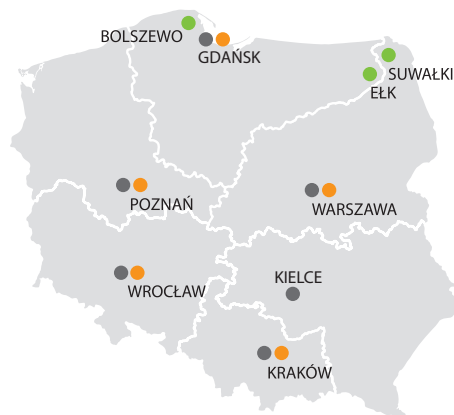 BOLSZEWO
GDAŃSK
SUWAŁKI
EŁK
POZNAŃ
WARSZAWA
KIELCE
WROCŁAW
KRAKÓW